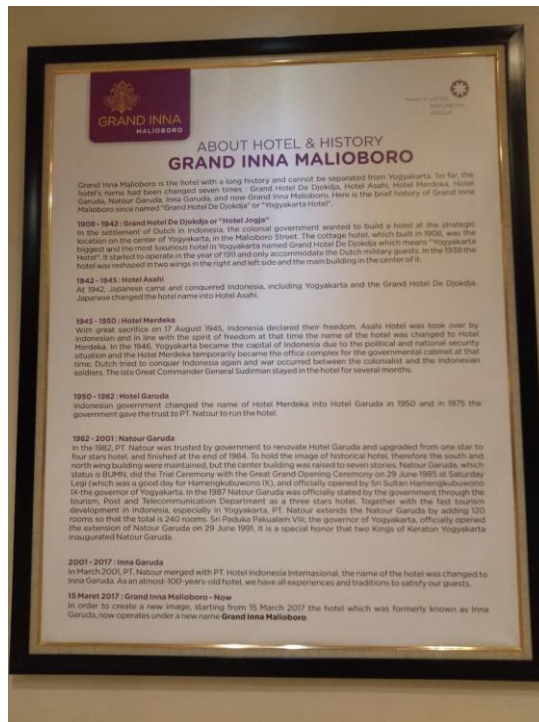 GRAND INNA
MALIOBORO
MEMBER OF HOTEL
INDONESIA
GROUP
ABOUT HOTEL & HISTORY
GRAND INNA MALIOBORO
Grand Inna Malioboro is the hotel with a long history and cannot be separated from Yogyakarta. So far, the
hotel's name had been changed seven times : Grand Hotel De Djokdja, Hotel Asahi, Hotel Merdeka, Hotel
Garuda, Natour Garuda, Inna Garuda, and now Grand Inna Malioboro. Here is the brief history of Grand Inna
Malioboro since named "Grand Hotel De Djokdja" or "Yogyakarta Hotel".
1908 - 1942 : Grand Hotel De Djokdja or "Hotel Jogja"
In the settlement of Dutch in Indonesia, the colonial government wanted to build a hotel at the strategic
location on the center of Yogyakarta, in the Malioboro Street. The cottage hotel, which built in 1908, was the
biggest and the most luxurious hotel in Yogyakarta named Grand Hotel De Djokdja which means "Yogyakarta
Hotel". It started to operate in the year of 1911 and only accommodate the Dutch military guests. In the 1938 the
hotel was reshaped in two wings in the right and left side and the main building in the center of it.
1942 - 1945 : Hotel Asahi
At 1942, Japanese came and conquered Indonesia, including Yogyakarta and the Grand Hotel De Djokdja.
Japanese changed the hotel name into Hotel Asahi.
1945 - 1950 : Hotel Merdeka
With great sacrifice on 17 August 1945, Indonesia declared their freedom, Asahi Hotel was took over by
Indonesian and in line with the spirit of freedom at that time the name of the hotel was changed to Hotel
Merdeka. In the 1946, Yogyakarta became the capital of Indonesia due to the political and national security
situation and the Hotel Merdeka temporarily became the office complex for the governmental cabinet at that
time. Dutch tried to conquer Indonesia again and war occurred between the colonialist and the Indonesian
soldiers. The late Great Commander General Sudirman stayed in the hotel for several months.
1950 - 1982 : Hotel Garuda
Indonesian government changed the name of Hotel Merdeka into Hotel Garuda in 1950 and in 1975 the
government gave the trust to PT. Natour to run the hotel.
1982 - 2001 : Natour Garuda
In the 1982, PT. Natour was trusted by government to renovate Hotel Garuda and upgraded from one star to
four stars hotel, and finished at the end of 1984. To hold the image of historical hotel, therefore the south and
north wing building were maintained, but the center building was raised to seven stories. Natour Garuda, which
status is BUMN, did the Trial Ceremony with the Great Grand Opening Ceremony on 29 June 1985 at Saturday
Legi (which was a good day for Hamengkubuwono IX), and officially opened by Sri Sultan Hamengkubuwono
IX-the governor of Yogyakarta. In the 1987 Natour Garuda was officially stated by the government through the
tourism, Post and Telecommunication Department as a three stars hotel. Together with the fast tourism
development in Indonesia, especially in Yogyakarta, PT. Natour extends the Natour Garuda by adding 120
rooms so that the total is 240 rooms. Sri Paduka Pakualam VIII, the governor of Yogyakarta, officially opened
the extension of Natour Garuda on 29 June 1991. It is a special honor that two Kings of Keraton Yogyakarta
inaugurated Natour Garuda.
2001 - 2017 : Inna Garuda
In March 2001, PT. Natour merged with PT. Hotel Indonesia Internasional, the name of the hotel was changed to
Inna Garuda. As an almost-100-years-old hotel, we have all experiences and traditions to satisfy our guests.
15 Maret 2017 : Grand Inna Malioboro - Now
In order to create a new image, starting from 15 March 2017 the hotel which was formerly known as Inna
Garuda, now operates under a new name Grand Inna Malioboro.